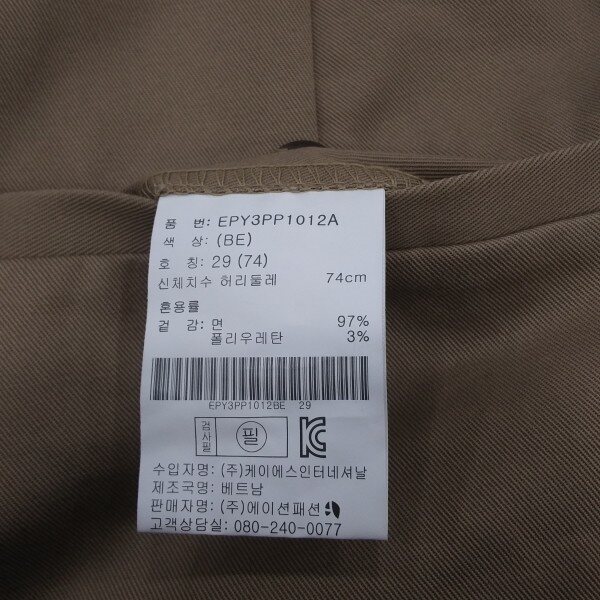 품 번: EPY3PP1012A
색 상: (BE)
호 칭: 29 (74)
신체치수 허리둘레 74cm
혼용률
겉 감: 면 97%
폴리우레탄 3%
EPY3PP1012BE 29
검사필 필
수입자명: (주)케이에스인터네셔날
제조국명: 베트남
판매자명: (주)에이션패션
고객상담실: 080-240-0077